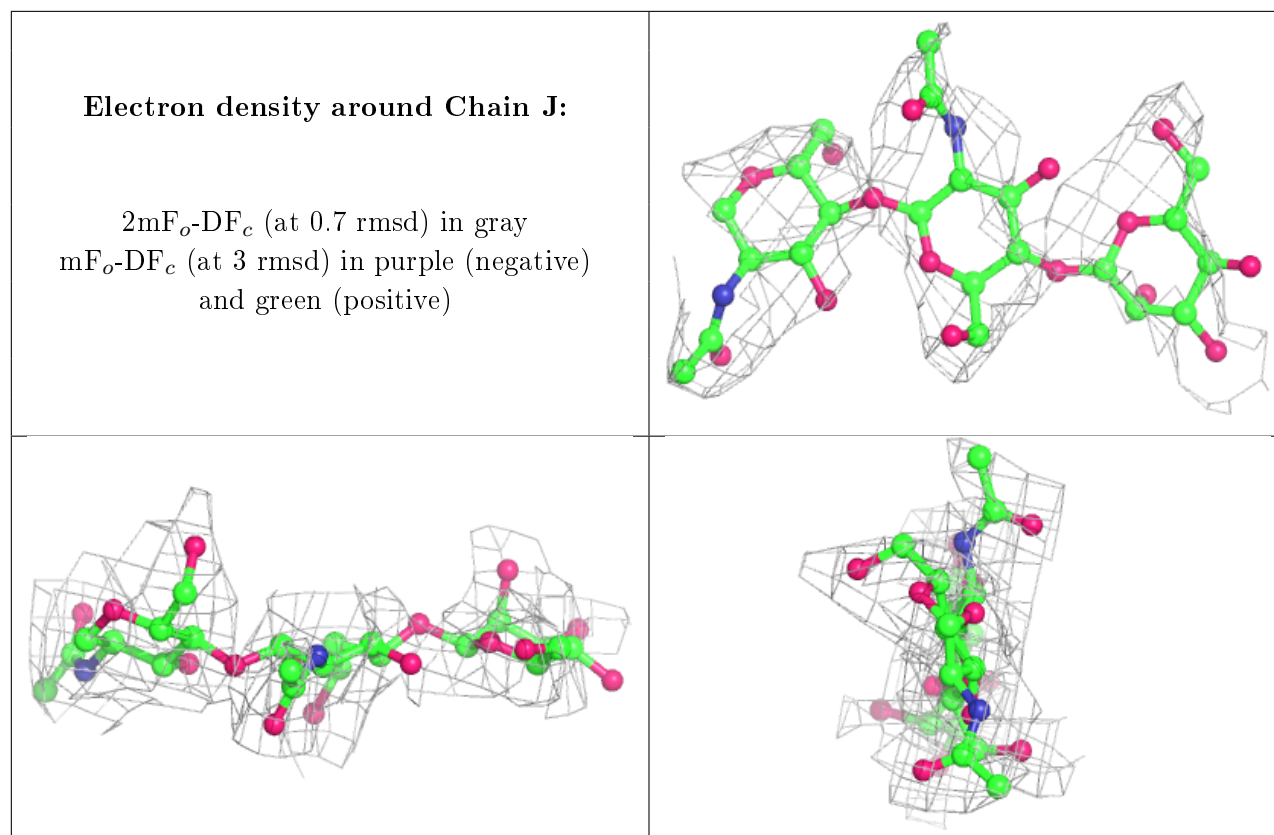 Electron density around Chain J:
2mFₒ-DF𝒸 (at 0.7 rmsd) in gray
mFₒ-DF𝒸 (at 3 rmsd) in purple (negative)
and green (positive)